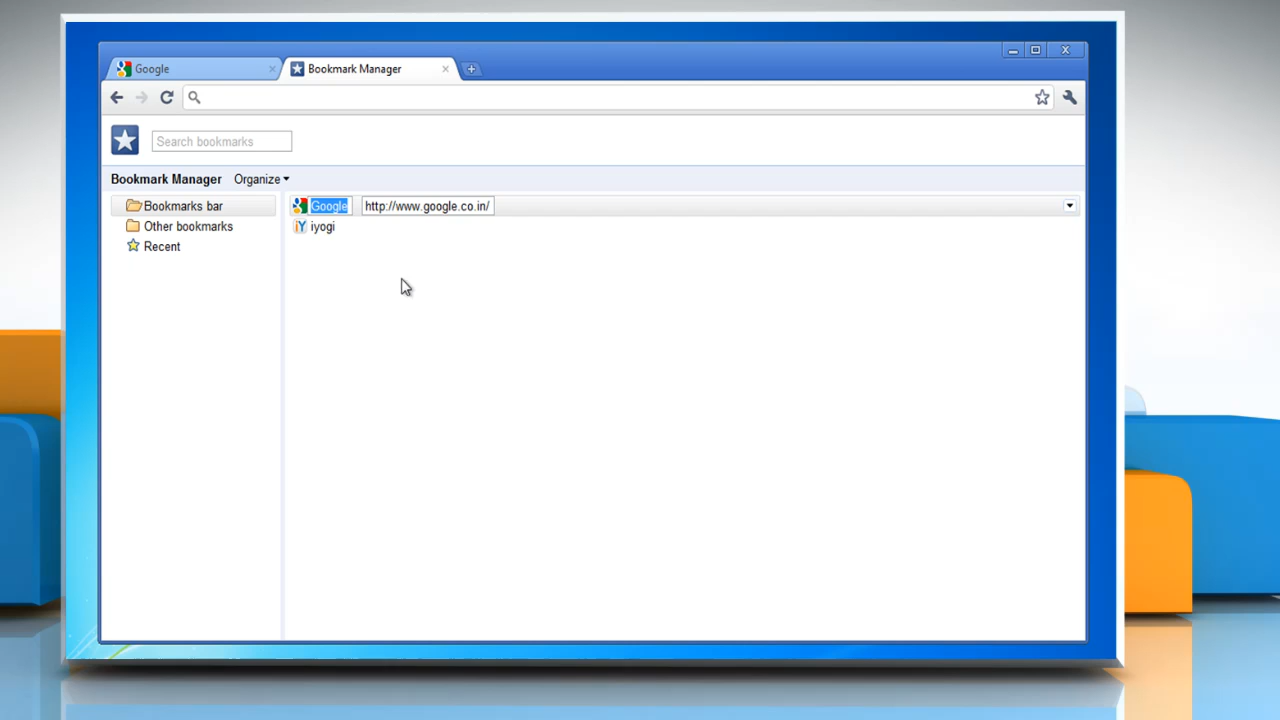 Google
Bookmark Manager
Search bookmarks
Bookmark Manager Organize
Bookmarks bar
Other bookmarks
Recent
Google http://www.google.co.in/
iY iyogi